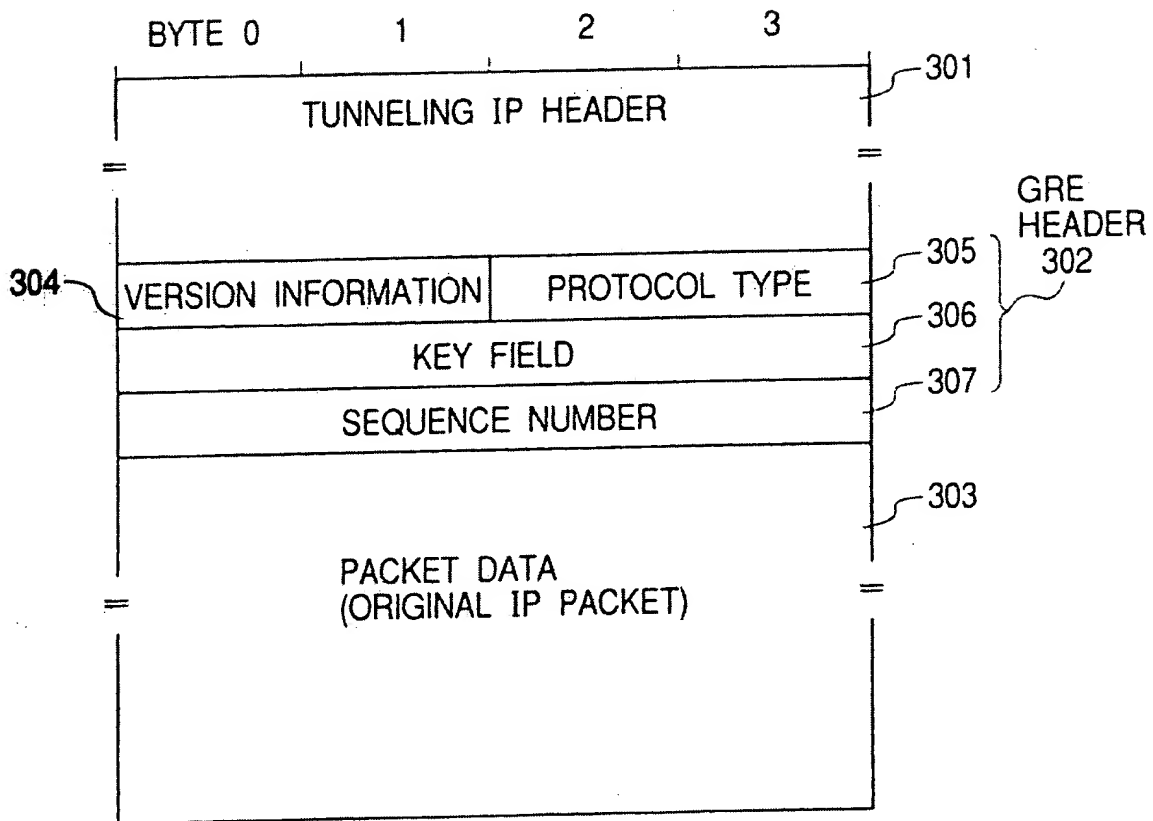 BYTE 0 1 2 3
301
TUNNELING IP HEADER
GRE
HEADER
302
304
VERSION INFORMATION
PROTOCOL TYPE
305
KEY FIELD
306
SEQUENCE NUMBER
307
303
PACKET DATA
(ORIGINAL IP PACKET)